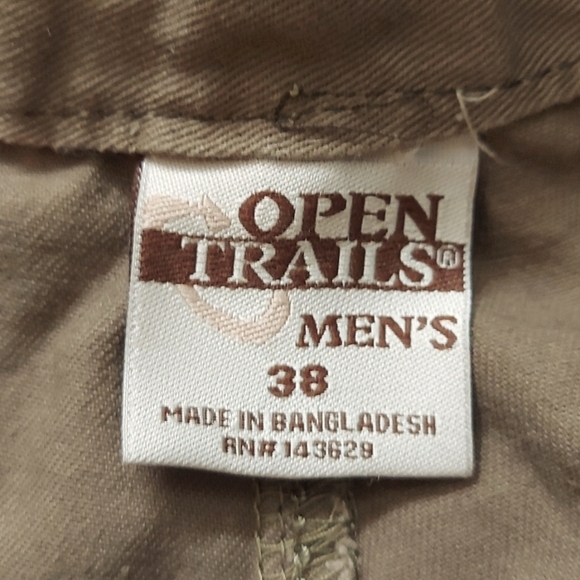 OPEN
TRAILS®
MEN'S
38
MADE IN BANGLADESH
RN# 143629